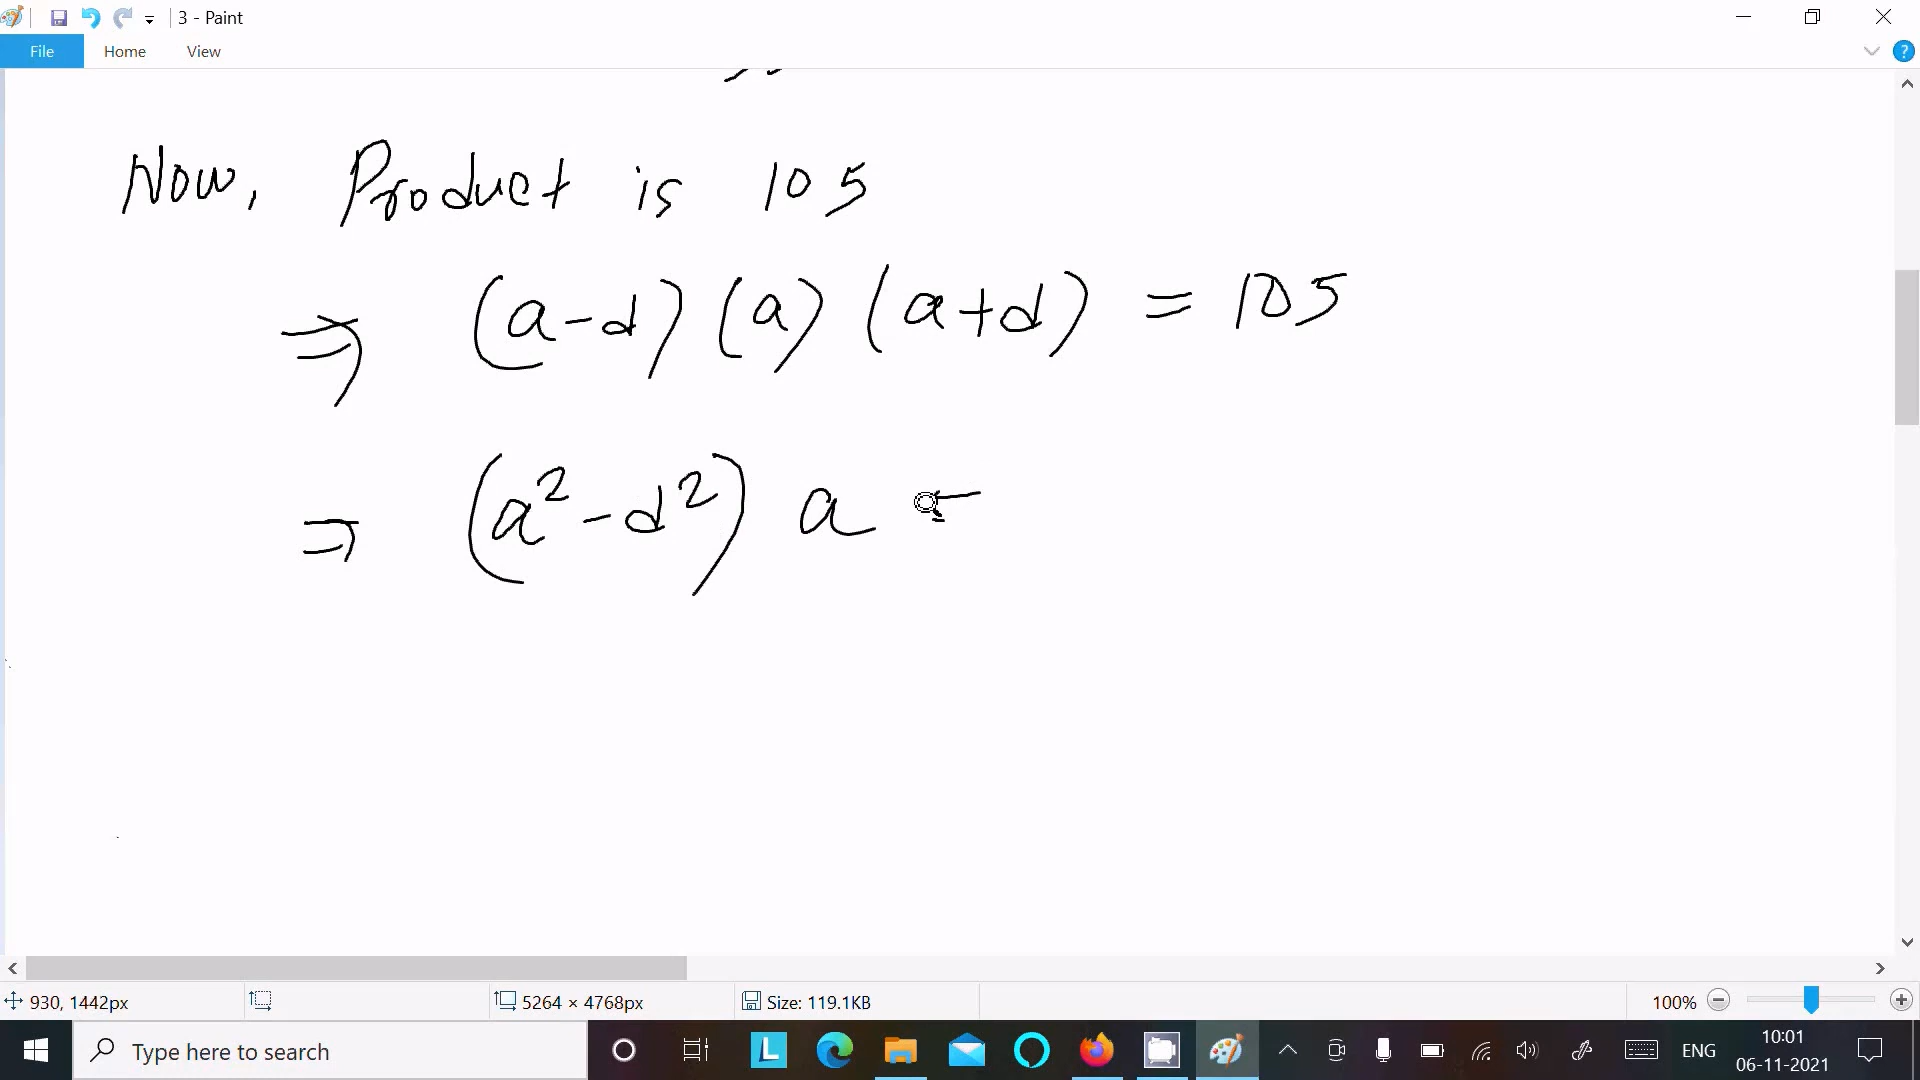 3 - Paint
File Home View
Now, Product is 105
⇒ (a-d) (a) (a+d) = 105
⇒ (a²-d²) a =
930, 1442px 5264 × 4768px Size: 119.1KB 100%
Type here to search L ENG 10:01
06-11-2021